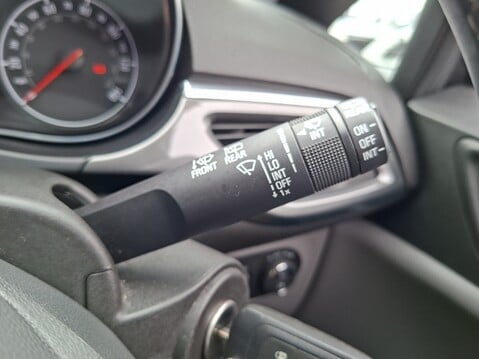 FRONT
REAR
HI
LO
INT
OFF
1x
INT
ON
OFF
INT